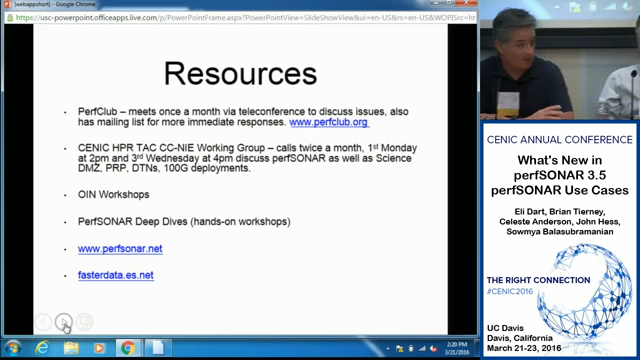 [webappshort] - Google Chrome
https://usc-powerpoint.officeapps.live.com/p/PowerPointFrame.aspx?PowerPointView=SlideShowView&ui=en-US&rs=en-US&WOPISrc=ht
Resources
• PerfClub – meets once a month via teleconference to discuss issues, also
has mailing list for more immediate responses. www.perfclub.org
• CENIC HPR TAC CC-NIE Working Group – calls twice a month, 1st Monday
at 2pm and 3rd Wednesday at 4pm discuss perfSONAR as well as Science
DMZ, PRP, DTNs, 100G deployments.
• OIN Workshops
• PerfSONAR Deep Dives (hands-on workshops)
• www.perfsonar.net
• fasterdata.es.net
2:20 PM
3/21/2016
CENIC ANNUAL CONFERENCE
What's New in
perfSONAR 3.5
perfSONAR Use Cases
Eli Dart, Brian Tierney,
Celeste Anderson, John Hess,
Sowmya Balasubramanian
THE RIGHT CONNECTION
#CENIC2016
UC Davis
Davis, California
March 21-23, 2016